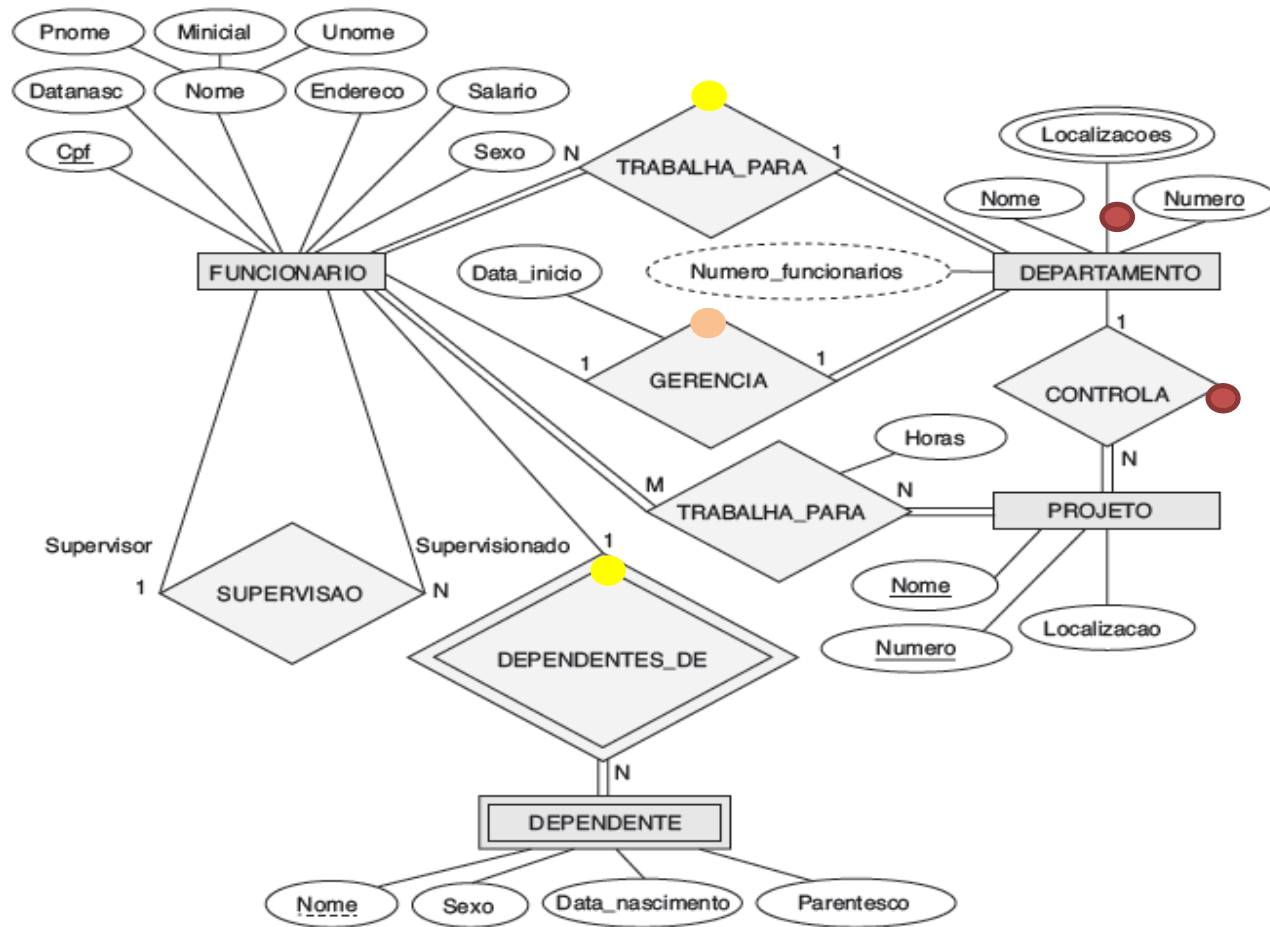 Pnome
Minicial
Unome
Datanasc
Nome
Endereco
Salario
Localizacoes
Cpf
Sexo
N
TRABALHA_PARA
1
Nome
Numero
FUNCIONARIO
Data_inicio
Numero_funcionarios
DEPARTAMENTO
1
GERENCIA
1
1
CONTROLA
Horas
N
M
TRABALHA_PARA
N
PROJETO
Supervisor
Supervisionado
1
1
SUPERVISAO
N
Nome
Localizacao
Numero
DEPENDENTES_DE
N
DEPENDENTE
Nome
Sexo
Data_nascimento
Parentesco